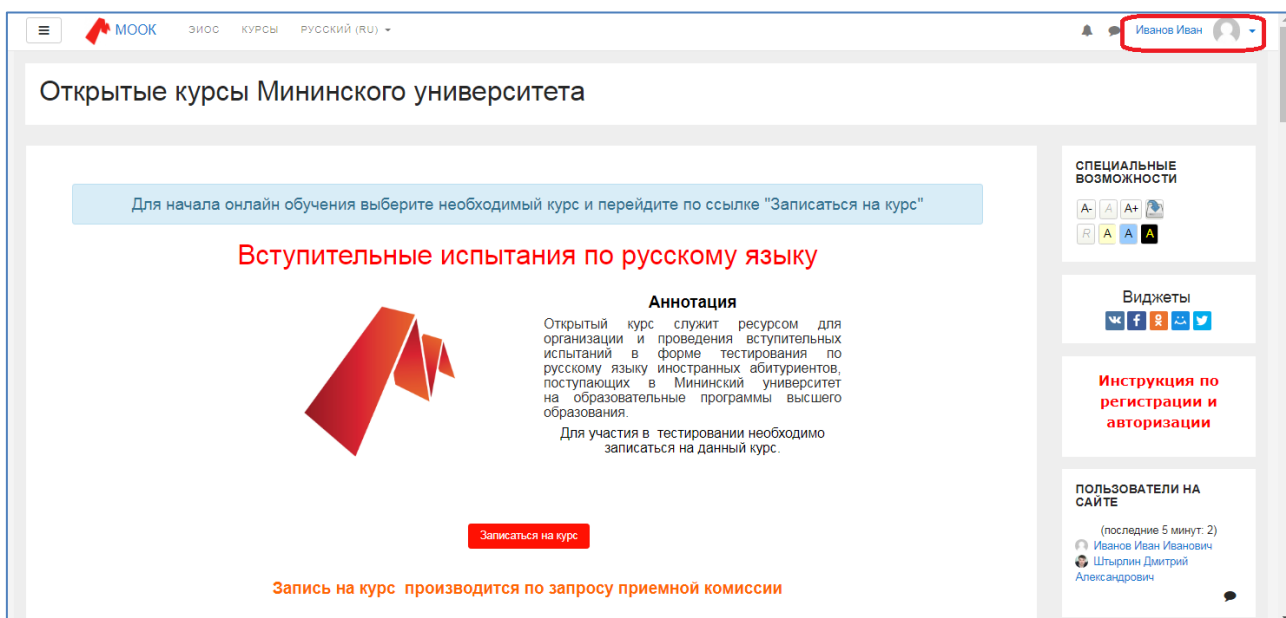 МООК ЭИОС КУРСЫ РУССКИЙ (RU) Иванов Иван
Открытые курсы Мининского университета
Для начала онлайн обучения выберите необходимый курс и перейдите по ссылке "Записаться на курс"
Вступительные испытания по русскому языку
Аннотация
Открытый курс служит ресурсом для
организации и проведения вступительных
испытаний в форме тестирования по
русскому языку иностранных абитуриентов,
поступающих в Мининский университет
на образовательные программы высшего
образования.
Для участия в тестировании необходимо
записаться на данный курс.
Записаться на курс
Запись на курс производится по запросу приемной комиссии
СПЕЦИАЛЬНЫЕ
ВОЗМОЖНОСТИ
A- A A+
R A A A
Виджеты
Инструкция по
регистрации и
авторизации
ПОЛЬЗОВАТЕЛИ НА
САЙТЕ
(последние 5 минут: 2)
Иванов Иван Иванович
Штырлин Дмитрий
Александрович